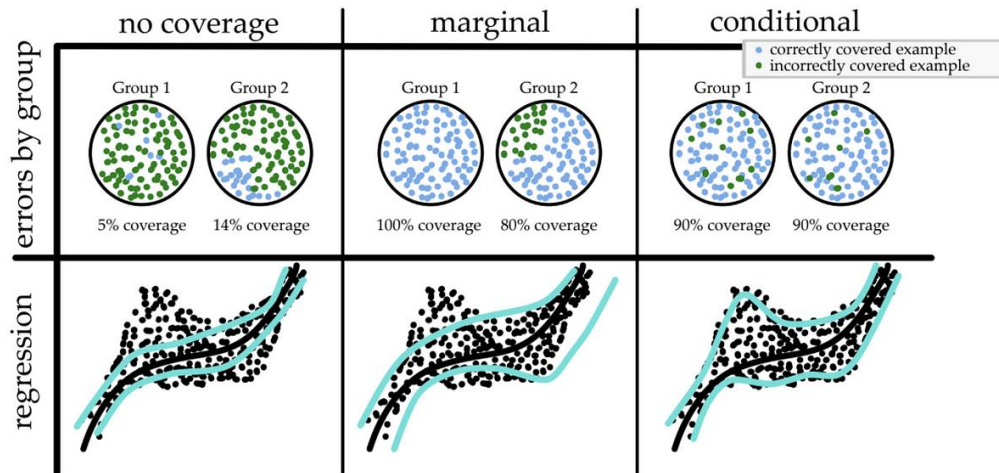 no coverage
marginal
conditional
correctly covered example
incorrectly covered example
errors by group
Group 1
Group 2
Group 1
Group 2
Group 1
Group 2
5% coverage
14% coverage
100% coverage
80% coverage
90% coverage
90% coverage
regression